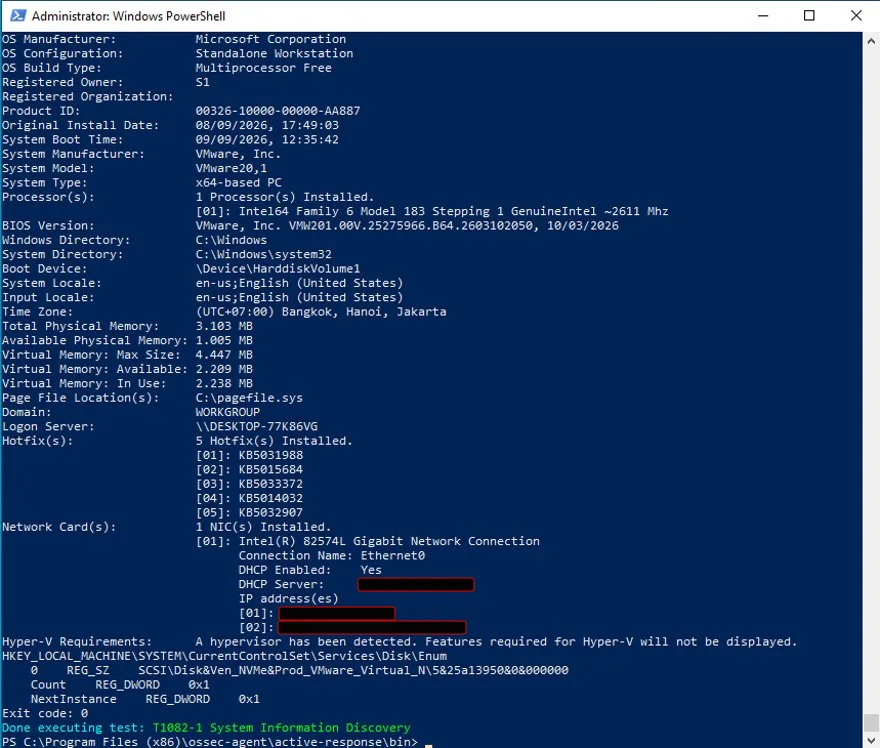 Administrator: Windows PowerShell
OS Manufacturer:           Microsoft Corporation
OS Configuration:          Standalone Workstation
OS Build Type:             Multiprocessor Free
Registered Owner:          S1
Registered Organization:
Product ID:                00326-10000-00000-AA887
Original Install Date:     08/09/2026, 17:49:03
System Boot Time:          09/09/2026, 12:35:42
System Manufacturer:       VMware, Inc.
System Model:              VMware20,1
System Type:               x64-based PC
Processor(s):              1 Processor(s) Installed.
                           [01]: Intel64 Family 6 Model 183 Stepping 1 GenuineIntel ~2611 Mhz
BIOS Version:              VMware, Inc. VMW201.00V.25275966.B64.2603102050, 10/03/2026
Windows Directory:         C:\Windows
System Directory:          C:\Windows\system32
Boot Device:               \Device\HarddiskVolume1
System Locale:             en-us;English (United States)
Input Locale:              en-us;English (United States)
Time Zone:                 (UTC+07:00) Bangkok, Hanoi, Jakarta
Total Physical Memory:     3.103 MB
Available Physical Memory: 1.005 MB
Virtual Memory: Max Size:  4.447 MB
Virtual Memory: Available: 2.209 MB
Virtual Memory: In Use:    2.238 MB
Page File Location(s):     C:\pagefile.sys
Domain:                    WORKGROUP
Logon Server:              \\DESKTOP-77K86VG
Hotfix(s):                 5 Hotfix(s) Installed.
                           [01]: KB5031988
                           [02]: KB5015684
                           [03]: KB5033372
                           [04]: KB5014032
                           [05]: KB5032907
Network Card(s):           1 NIC(s) Installed.
                           [01]: Intel(R) 82574L Gigabit Network Connection
                                 Connection Name: Ethernet0
                                 DHCP Enabled:    Yes
                                 DHCP Server:
                                 IP address(es)
                                 [01]:
                                 [02]:
Hyper-V Requirements:      A hypervisor has been detected. Features required for Hyper-V will not be displayed.
HKEY_LOCAL_MACHINE\SYSTEM\CurrentControlSet\Services\Disk\Enum
    0    REG_SZ    SCSI\Disk&Ven_NVMe&Prod_VMware_Virtual_N\5&25a13950&0&000000
    Count    REG_DWORD    0x1
    NextInstance    REG_DWORD    0x1
Exit code: 0
Done executing test: T1082-1 System Information Discovery
PS C:\Program Files (x86)\ossec-agent\active-response\bin>